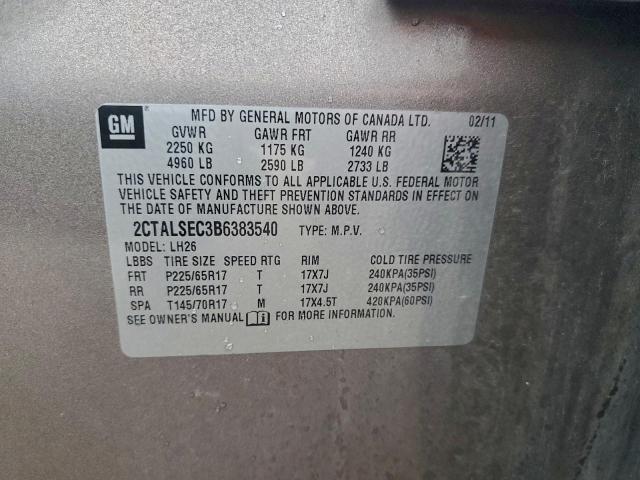 GM
MFD BY GENERAL MOTORS OF CANADA LTD. 02/11
GVWR GAWR FRT GAWR RR
2250 KG 1175 KG 1240 KG
4960 LB 2590 LB 2733 LB
THIS VEHICLE CONFORMS TO ALL APPLICABLE U.S. FEDERAL MOTOR
VEHICLE SAFETY AND THEFT PREVENTION STANDARDS IN EFFECT ON
THE DATE OF MANUFACTURE SHOWN ABOVE.
2CTALSEC3B6383540 TYPE: M.P.V.
MODEL: LH26
LBBS TIRE SIZE SPEED RTG RIM COLD TIRE PRESSURE
FRT P225/65R17 T 17X7J 240KPA(35PSI)
RR P225/65R17 T 17X7J 240KPA(35PSI)
SPA T145/70R17 M 17X4.5T 420KPA(60PSI)
SEE OWNER'S MANUAL FOR MORE INFORMATION.